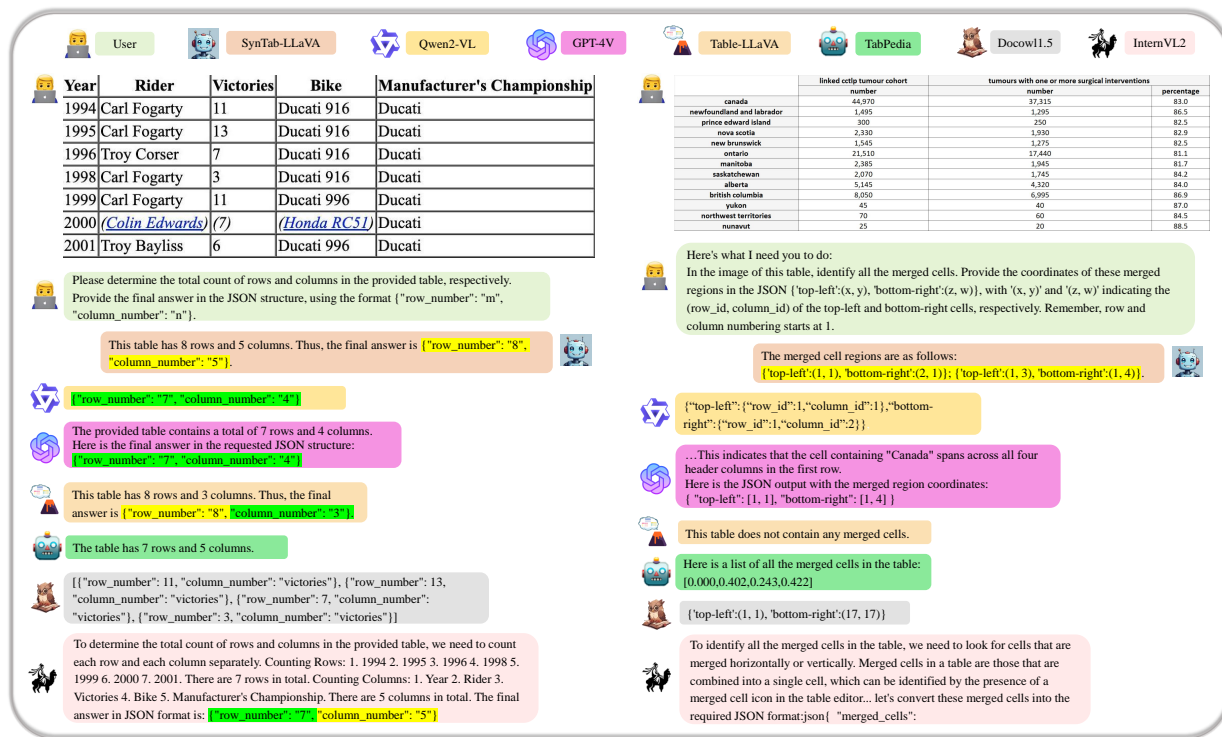 User
SynTab-LLaVA
Qwen2-VL
GPT-4V
Table-LLaVA
TabPedia
Docowl1.5
InternVL2
Year Rider Victories Bike Manufacturer's Championship
1994 Carl Fogarty 11 Ducati 916 Ducati
1995 Carl Fogarty 13 Ducati 916 Ducati
1996 Troy Corser 7 Ducati 916 Ducati
1998 Carl Fogarty 3 Ducati 916 Ducati
1999 Carl Fogarty 11 Ducati 996 Ducati
2000 (Colin Edwards) (7) (Honda RC51) Ducati
2001 Troy Bayliss 6 Ducati 996 Ducati
Please determine the total count of rows and columns in the provided table, respectively.
Provide the final answer in the JSON structure, using the format {"row_number": "m",
"column_number": "n"}.
This table has 8 rows and 5 columns. Thus, the final answer is {"row_number": "8",
"column_number": "5"}.
{"row_number": "7", "column_number": "4"}
The provided table contains a total of 7 rows and 4 columns.
Here is the final answer in the requested JSON structure:
{"row_number": "7", "column_number": "4"}
This table has 8 rows and 3 columns. Thus, the final
answer is {"row_number": "8", "column_number": "3"}.
The table has 7 rows and 5 columns.
[{"row_number": 11, "column_number": "victories"}, {"row_number": 13,
"column_number": "victories"}, {"row_number": 7, "column_number":
"victories"}, {"row_number": 3, "column_number": "victories"}]
To determine the total count of rows and columns in the provided table, we need to count
each row and each column separately. Counting Rows: 1. 1994 2. 1995 3. 1996 4. 1998 5.
1999 6. 2000 7. 2001. There are 7 rows in total. Counting Columns: 1. Year 2. Rider 3.
Victories 4. Bike 5. Manufacturer's Championship. There are 5 columns in total. The final
answer in JSON format is: {"row_number": "7", "column_number": "5"}
linked cctlp tumour cohort tumours with one or more surgical interventions
number number percentage
canada 44,970 37,315 83.0
newfoundland and labrador 1,495 1,295 86.5
prince edward island 300 250 82.5
nova scotia 2,330 1,930 82.9
new brunswick 1,545 1,275 82.5
ontario 21,510 17,440 81.1
manitoba 2,385 1,945 81.7
saskatchewan 2,070 1,745 84.2
alberta 5,145 4,320 84.0
british columbia 8,050 6,995 86.9
yukon 45 40 87.0
northwest territories 70 60 84.5
nunavut 25 20 88.5
Here's what I need you to do:
In the image of this table, identify all the merged cells. Provide the coordinates of these merged
regions in the JSON {'top-left':(x, y), 'bottom-right':(z, w)}, with '(x, y)' and '(z, w)' indicating the
(row_id, column_id) of the top-left and bottom-right cells, respectively. Remember, row and
column numbering starts at 1.
The merged cell regions are as follows:
{'top-left':(1, 1), 'bottom-right':(2, 1)}; {'top-left':(1, 3), 'bottom-right':(1, 4)}.
{“top-left”:{“row_id”:1,“column_id”:1},“bottom-
right”:{“row_id”:1,“column_id”:2}}
…This indicates that the cell containing "Canada" spans across all four
header columns in the first row.
Here is the JSON output with the merged region coordinates:
{ "top-left": [1, 1], "bottom-right": [1, 4] }
This table does not contain any merged cells.
Here is a list of all the merged cells in the table:
[0.000,0.402,0.243,0.422]
{'top-left':(1, 1), 'bottom-right':(17, 17)}
To identify all the merged cells in the table, we need to look for cells that are
merged horizontally or vertically. Merged cells in a table are those that are
combined into a single cell, which can be identified by the presence of a
merged cell icon in the table editor... let's convert these merged cells into the
required JSON format:json{ "merged_cells":